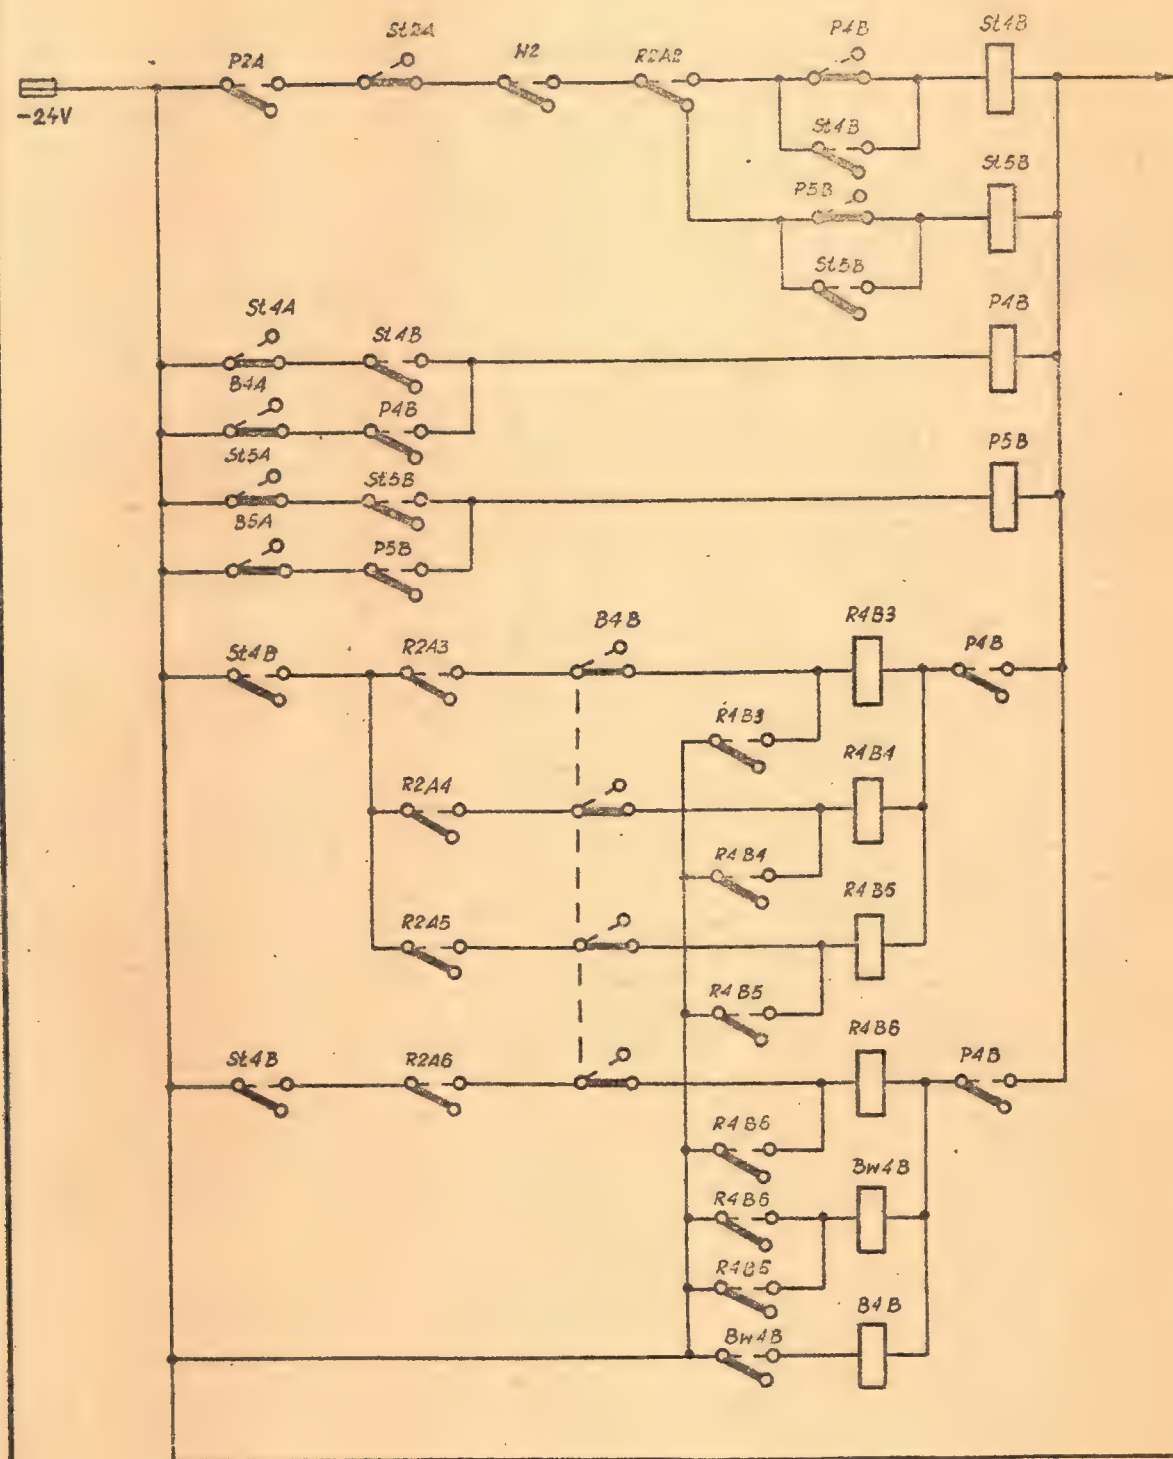 St2A
P4B
St4B
P2A
H2
R2A2
-24V
St4B
St5B
P5B
St5B
St4A
St4B
P4B
B4A
P4B
P5B
St5A
St5B
B5A
P5B
St4B
R2A3
B4B
R4B3
P4B
R4B3
R2A4
R4B4
R4B4
R2A5
R4B5
R4B5
St4B
R2A6
R4B6
P4B
R4B6
Bw4B
R4B6
R4B5
B4B
Bw4B